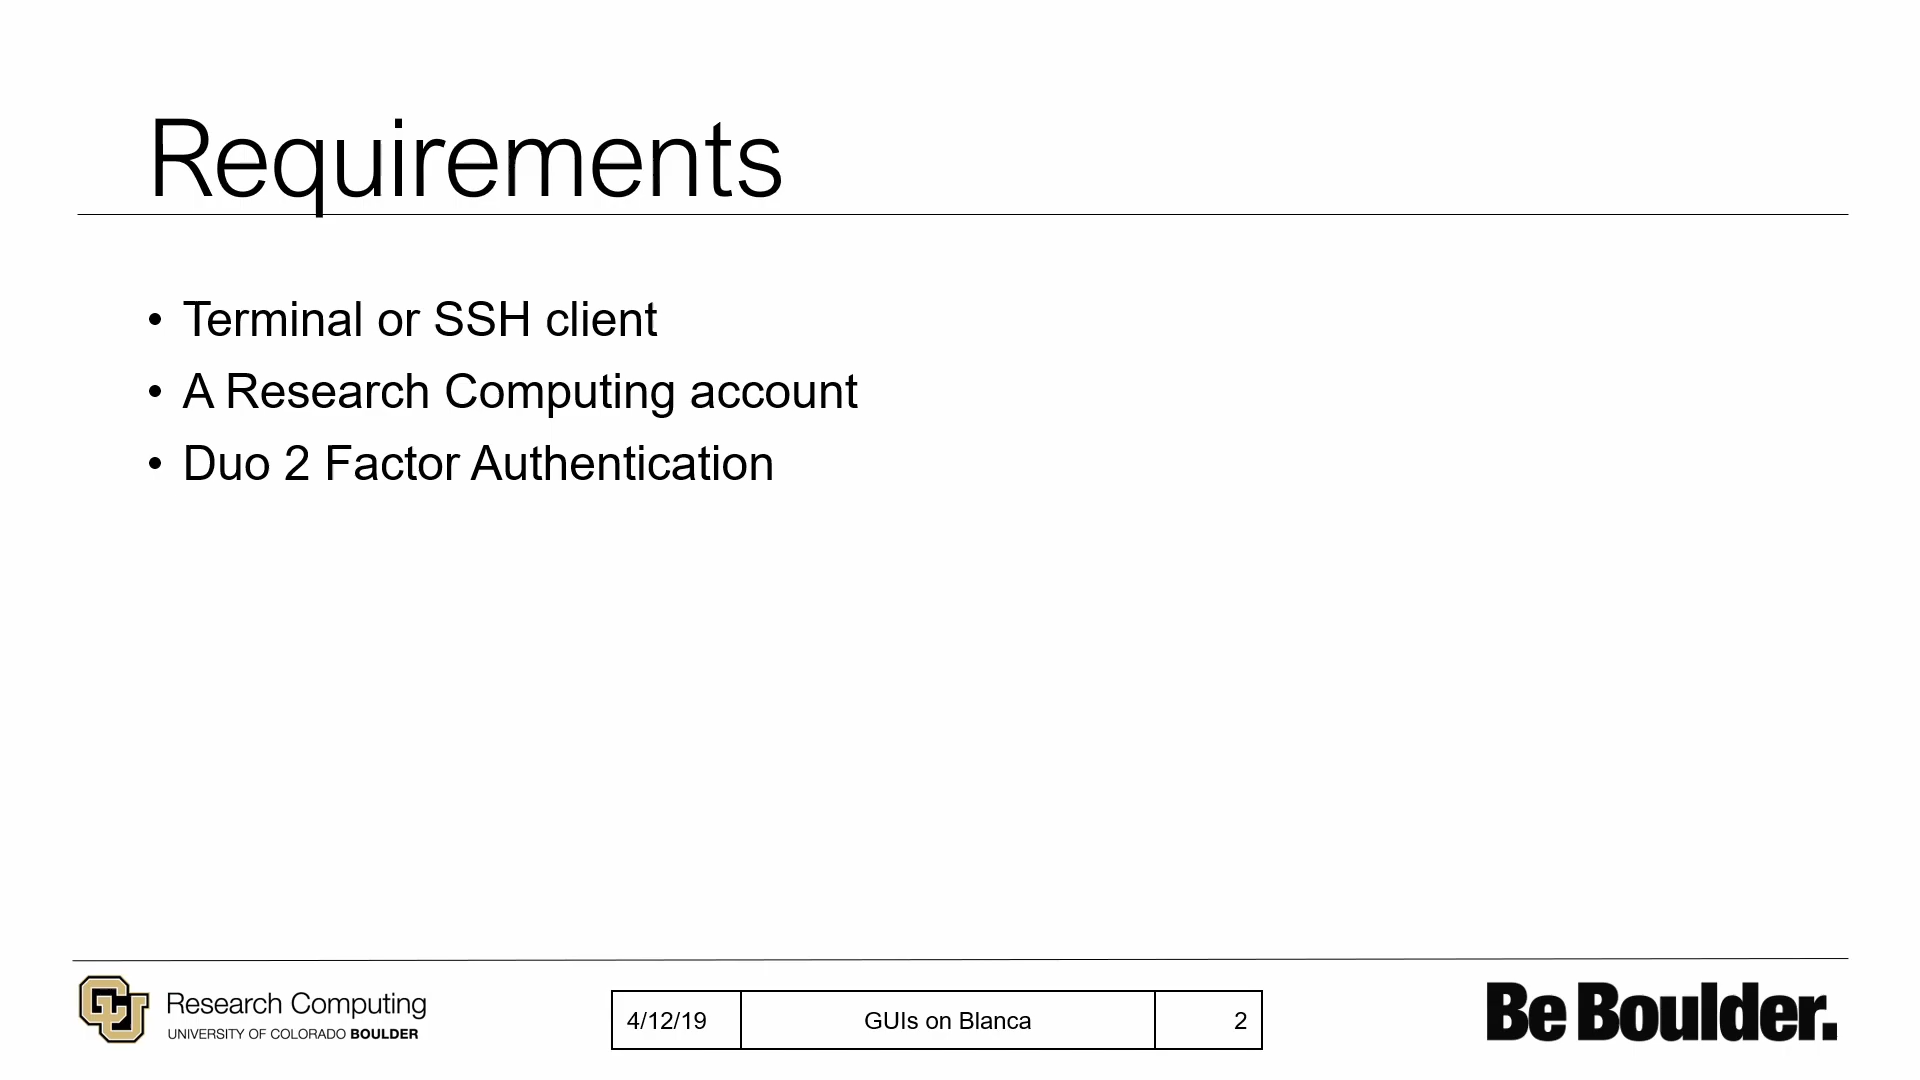 Requirements
• Terminal or SSH client
• A Research Computing account
• Duo 2 Factor Authentication
CU
Research Computing
UNIVERSITY OF COLORADO BOULDER
4/12/19
GUIs on Blanca
2
Be Boulder.